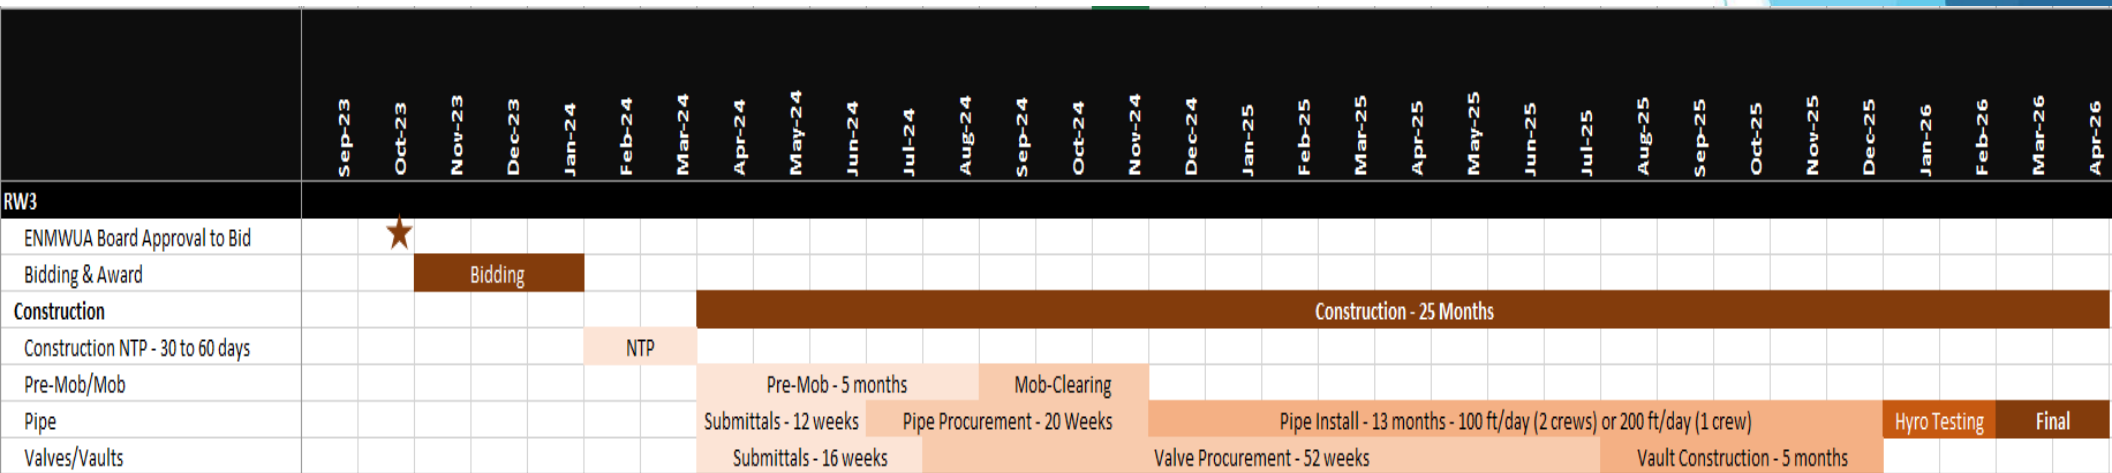 Sep-23 Oct-23 Nov-23 Dec-23 Jan-24 Feb-24 Mar-24 Apr-24 May-24 Jun-24 Jul-24 Aug-24 Sep-24 Oct-24 Nov-24 Dec-24 Jan-25 Feb-25 Mar-25 Apr-25 May-25 Jun-25 Jul-25 Aug-25 Sep-25 Oct-25 Nov-25 Dec-25 Jan-26 Feb-26 Mar-26 Apr-26
RW3
ENMWUA Board Approval to Bid
Bidding & Award Bidding
Construction Construction - 25 Months
Construction NTP - 30 to 60 days NTP
Pre-Mob/Mob Pre-Mob - 5 months Mob-Clearing
Pipe Submittals - 12 weeks Pipe Procurement - 20 Weeks Pipe Install - 13 months - 100 ft/day (2 crews) or 200 ft/day (1 crew) Hyro Testing Final
Valves/Vaults Submittals - 16 weeks Valve Procurement - 52 weeks Vault Construction - 5 months